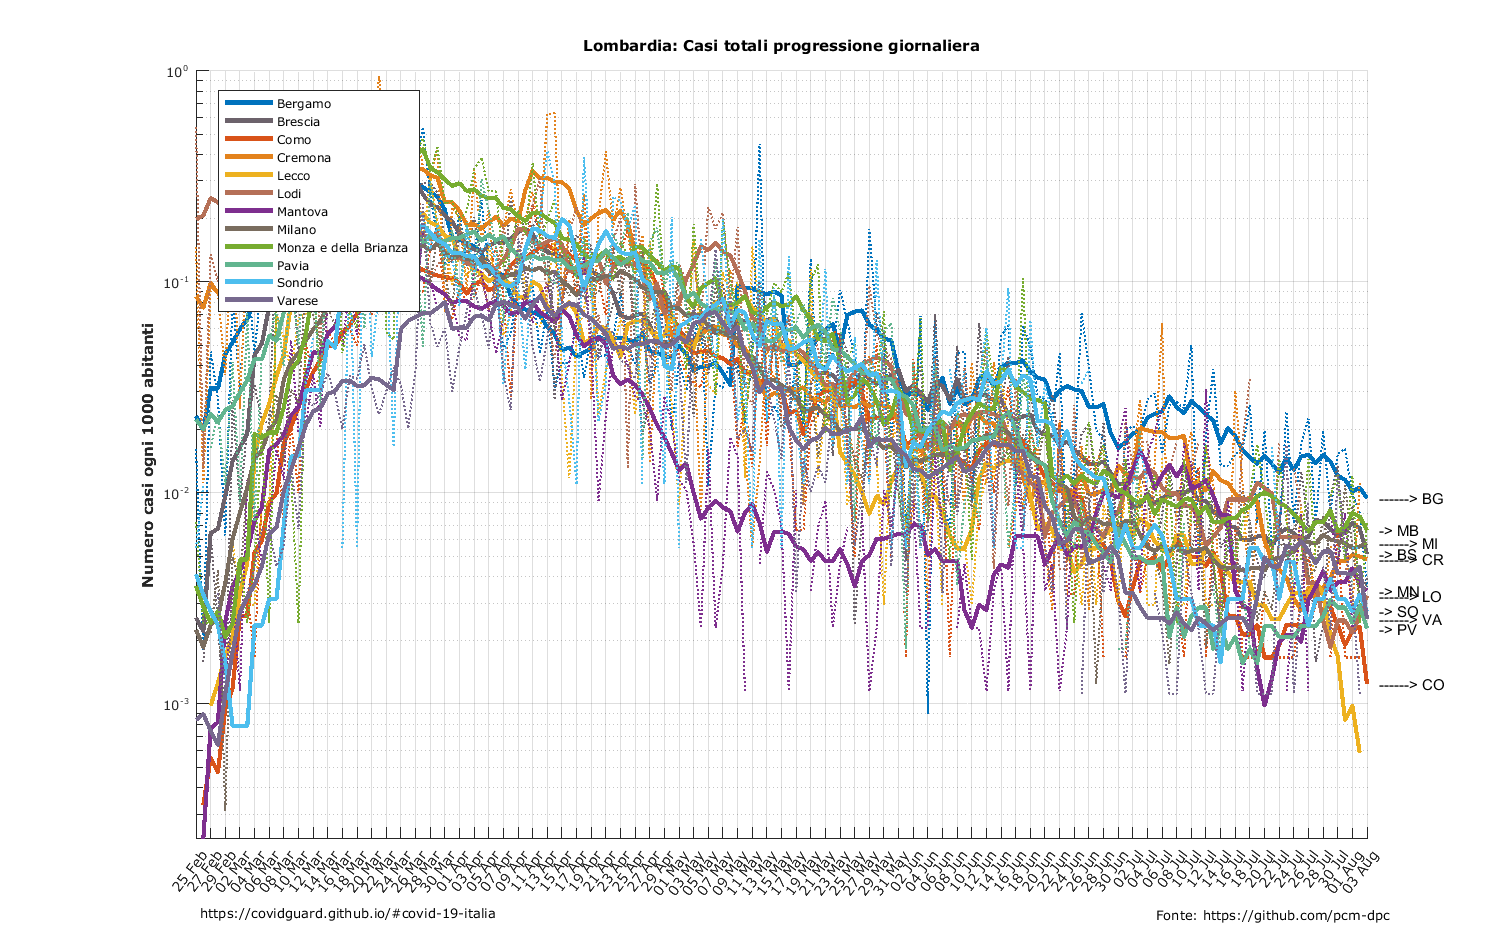 Lombardia: Casi totali progressione giornaliera
Numero casi ogni 1000 abitanti
10^0
10^-1
10^-2
10^-3
Bergamo
Brescia
Como
Cremona
Lecco
Lodi
Mantova
Milano
Monza e della Brianza
Pavia
Sondrio
Varese
------> BG
-> MB
------> MI
-> BS
------> CR
-> MN
------> LO
-> SO
------> VA
-> PV
------> CO
25 Feb
27 Feb
29 Feb
02 Mar
04 Mar
06 Mar
08 Mar
10 Mar
12 Mar
14 Mar
16 Mar
18 Mar
20 Mar
22 Mar
24 Mar
26 Mar
28 Mar
30 Mar
01 Apr
03 Apr
05 Apr
07 Apr
09 Apr
11 Apr
13 Apr
15 Apr
17 Apr
19 Apr
21 Apr
23 Apr
25 Apr
27 Apr
29 Apr
01 May
03 May
05 May
07 May
09 May
11 May
13 May
15 May
17 May
19 May
21 May
23 May
25 May
27 May
29 May
31 May
02 Jun
04 Jun
06 Jun
08 Jun
10 Jun
12 Jun
14 Jun
16 Jun
18 Jun
20 Jun
22 Jun
24 Jun
26 Jun
28 Jun
30 Jun
02 Jul
04 Jul
06 Jul
08 Jul
10 Jul
12 Jul
14 Jul
16 Jul
18 Jul
20 Jul
22 Jul
24 Jul
26 Jul
28 Jul
30 Jul
01 Aug
03 Aug
https://covidguard.github.io/#covid-19-italia
Fonte: https://github.com/pcm-dpc